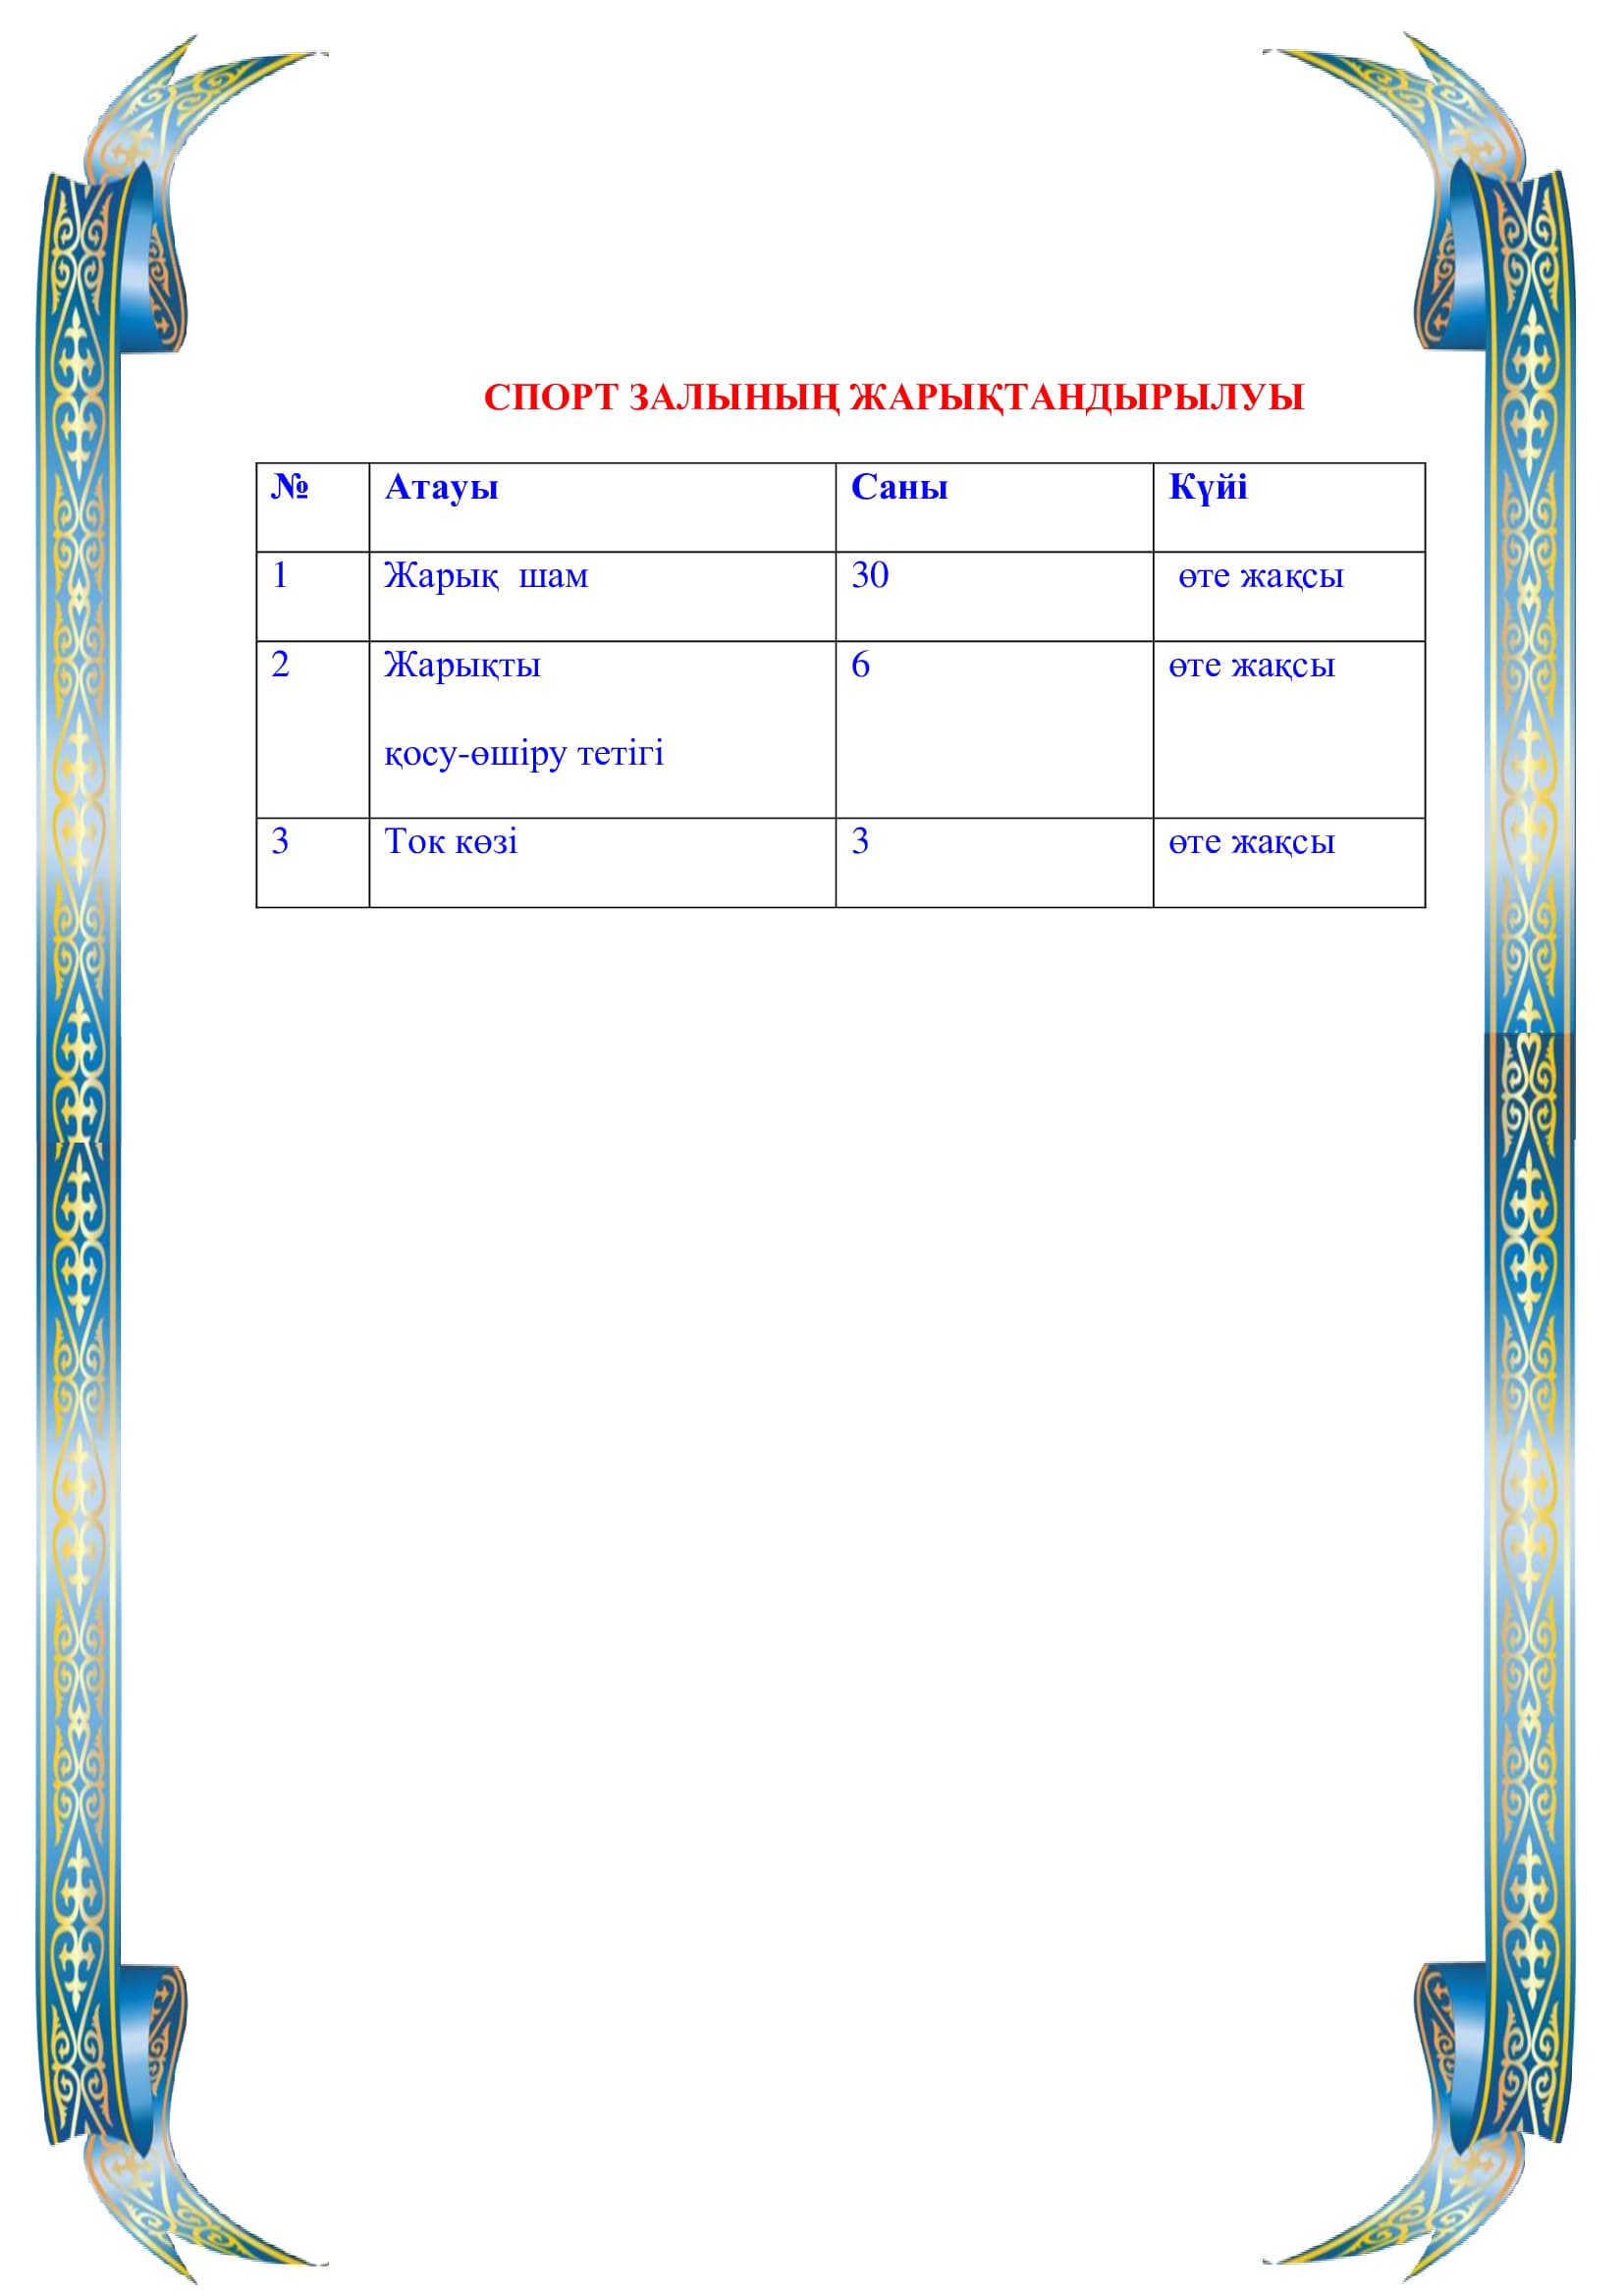 СПОРТ ЗАЛЫНЫҢ ЖАРЫҚТАНДЫРЫЛУЫ
№ Атауы Саны Күйі
1 Жарық шам 30 өте жақсы
2 Жарықты 6 өте жақсы
қосу-өшіру тетігі
3 Ток көзі 3 өте жақсы